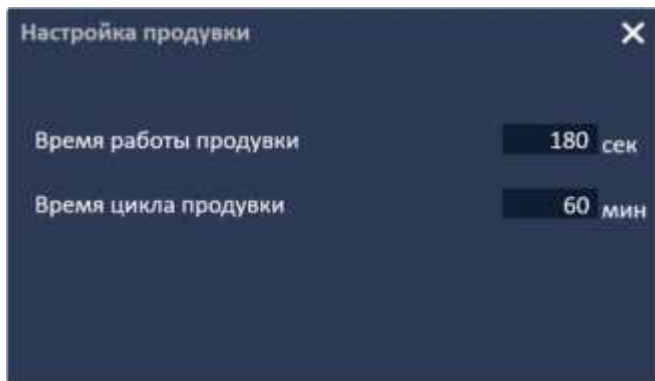 Настройка продувки
Время работы продувки 180 сек
Время цикла продувки 60 мин